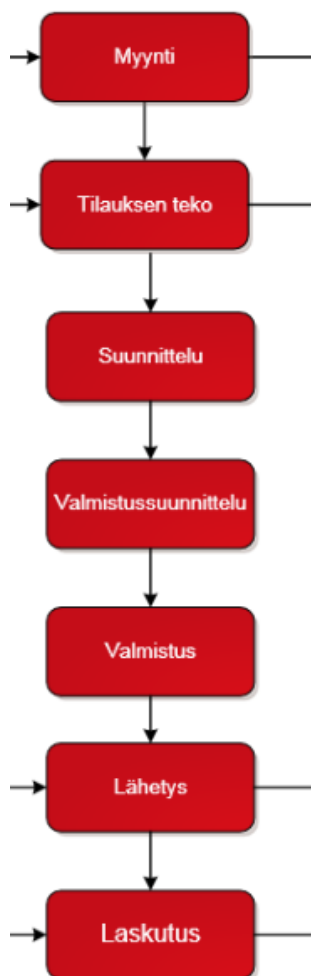 Myynti
Tilauksen teko
Suunnittelu
Valmistussuunnittelu
Valmistus
Lähetys
Laskutus